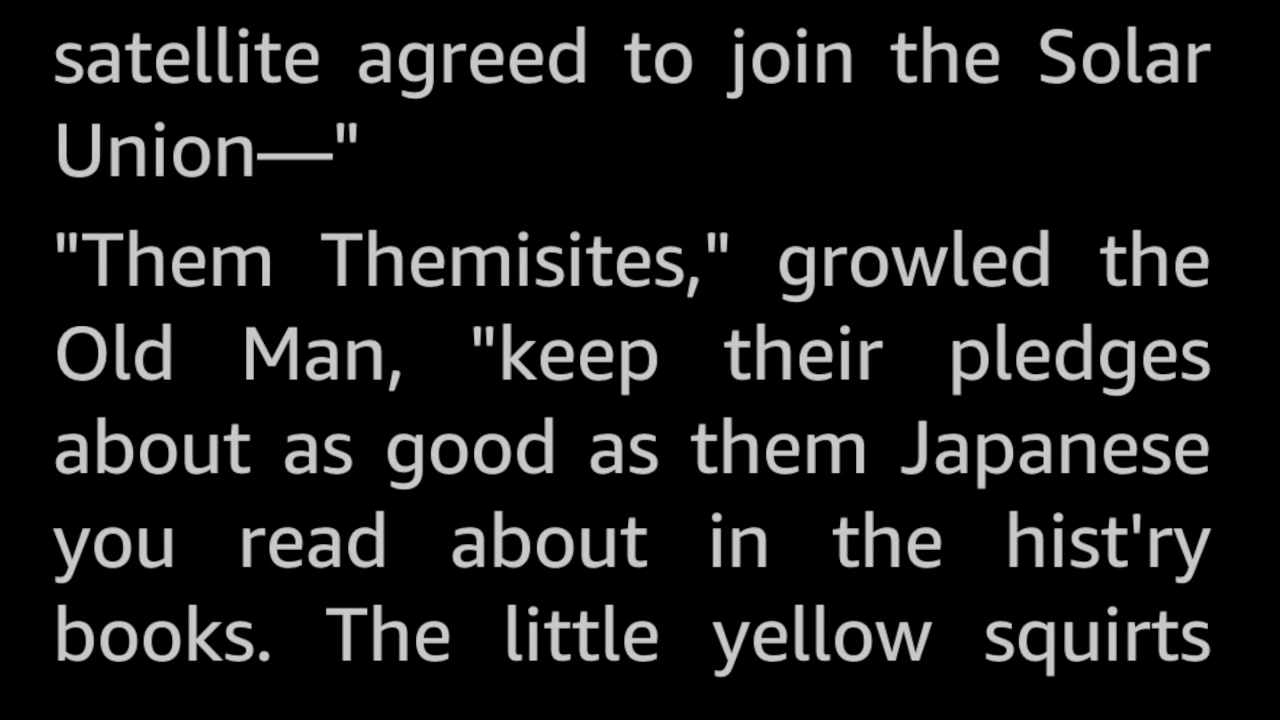 satellite agreed to join the Solar
Union—"
"Them Themisites," growled the
Old Man, "keep their pledges
about as good as them Japanese
you read about in the hist'ry
books. The little yellow squirts